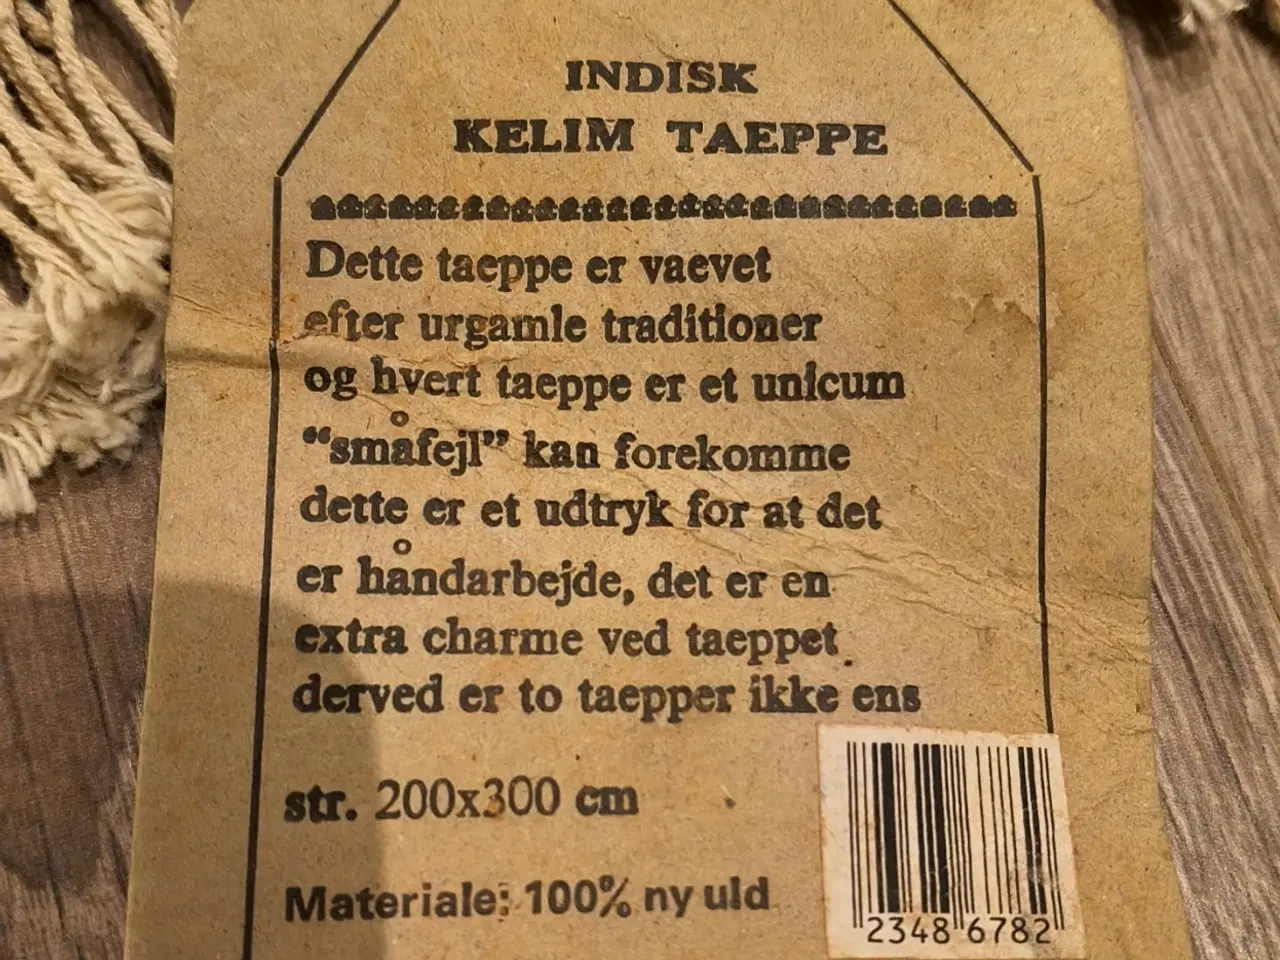 INDISK
KELIM TAEPPE
Dette taeppe er vaevet
efter urgamle traditioner
og hvert taeppe er et unicum
“småfejl” kan forekomme
dette er et udtryk for at det
er håndarbejde, det er en
extra charme ved taeppet.
derved er to taepper ikke ens
str. 200x300 cm
Materiale: 100% ny uld
2348 6782